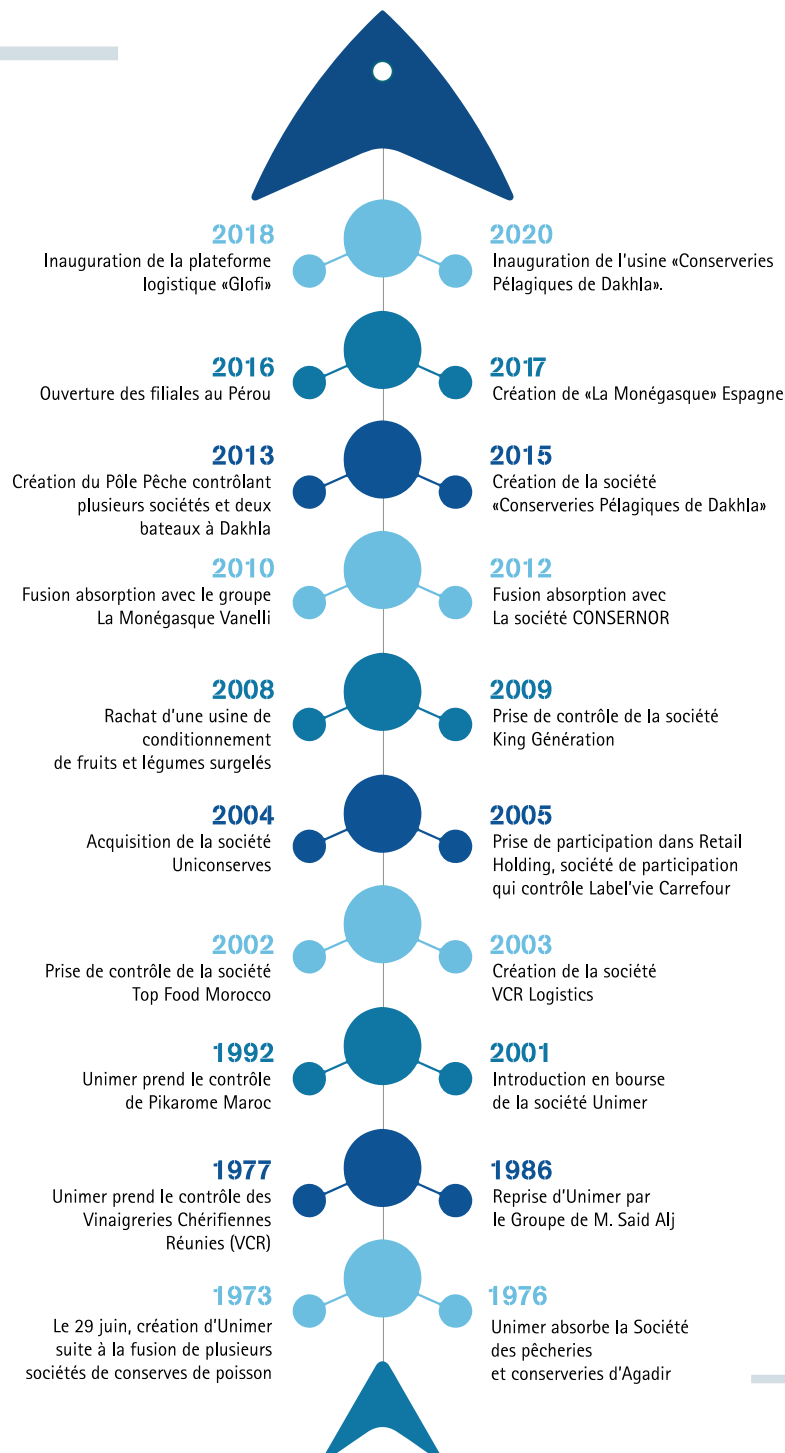 2018
Inauguration de la plateforme
logistique «Glofi»
2020
Inauguration de l'usine «Conserveries
Pélagiques de Dakhla».
2016
Ouverture des filiales au Pérou
2017
Création de «La Monégasque» Espagne
2013
Création du Pôle Pêche contrôlant
plusieurs sociétés et deux
bateaux à Dakhla
2015
Création de la société
«Conserveries Pélagiques de Dakhla»
2010
Fusion absorption avec le groupe
La Monégasque Vanelli
2012
Fusion absorption avec
La société CONSERNOR
2008
Rachat d'une usine de
conditionnement
de fruits et légumes surgelés
2009
Prise de contrôle de la société
King Génération
2004
Acquisition de la société
Uniconserves
2005
Prise de participation dans Retail
Holding, société de participation
qui contrôle Label'vie Carrefour
2002
Prise de contrôle de la société
Top Food Morocco
2003
Création de la société
VCR Logistics
1992
Unimer prend le contrôle
de Pikarome Maroc
2001
Introduction en bourse
de la société Unimer
1977
Unimer prend le contrôle des
Vinaigreries Chérifiennes
Réunies (VCR)
1986
Reprise d'Unimer par
le Groupe de M. Said Alj
1973
Le 29 juin, création d'Unimer
suite à la fusion de plusieurs
sociétés de conserves de poisson
1976
Unimer absorbe la Société
des pêcheries
et conserveries d'Agadir